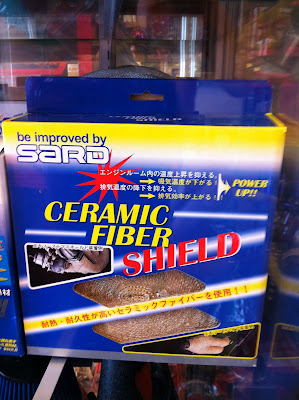 be improved by
SARD
エンジンルーム内の温度上昇を抑える。
→ 吸気温度が下がる!
排気温度の降下を抑える。
→ 排気効率が上がる!
POWER
UP!!
CERAMIC
FIBER
SHIELD
耐熱・耐久性が高いセラミックファイバーを使用!!